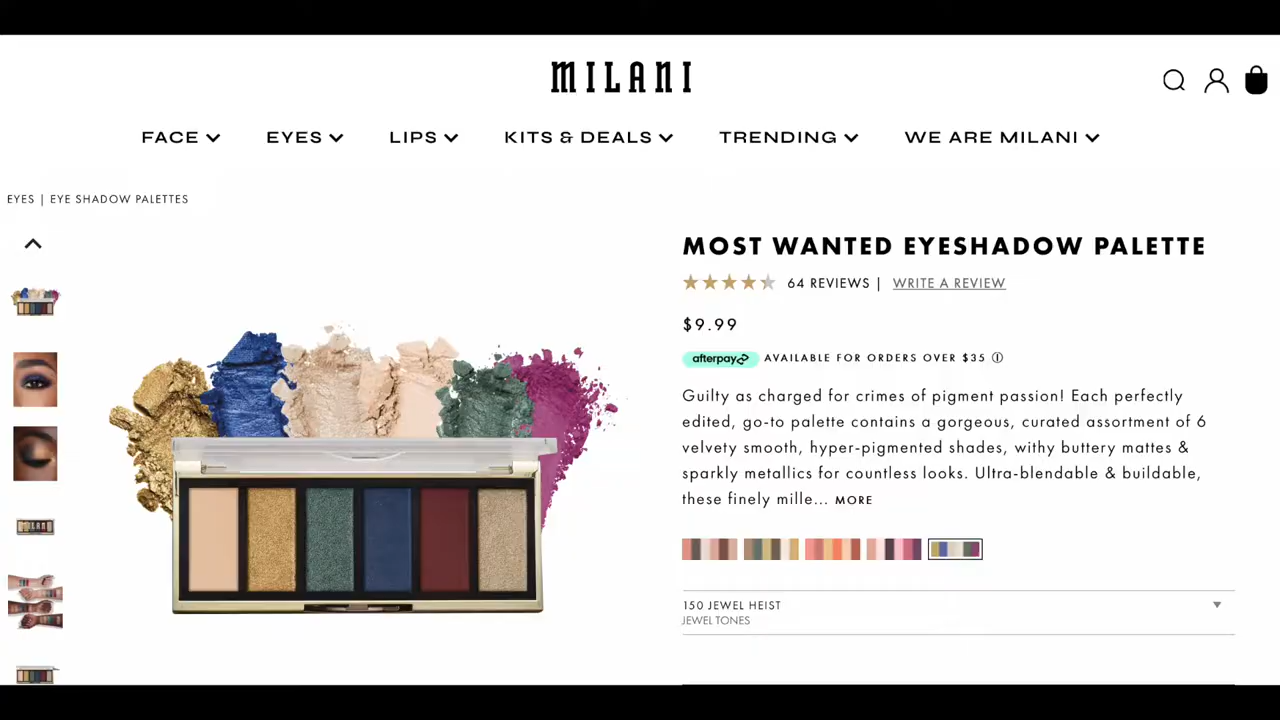 MILANI
FACE EYES LIPS KITS & DEALS TRENDING WE ARE MILANI
EYES | EYE SHADOW PALETTES
MOST WANTED EYESHADOW PALETTE
64 REVIEWS | WRITE A REVIEW
$9.99
afterpay AVAILABLE FOR ORDERS OVER $35 ⓘ
Guilty as charged for crimes of pigment passion! Each perfectly
edited, go-to palette contains a gorgeous, curated assortment of 6
velvety smooth, hyper-pigmented shades, withy buttery mattes &
sparkly metallics for countless looks. Ultra-blendable & buildable,
these finely mille... MORE
150 JEWEL HEIST
JEWEL TONES